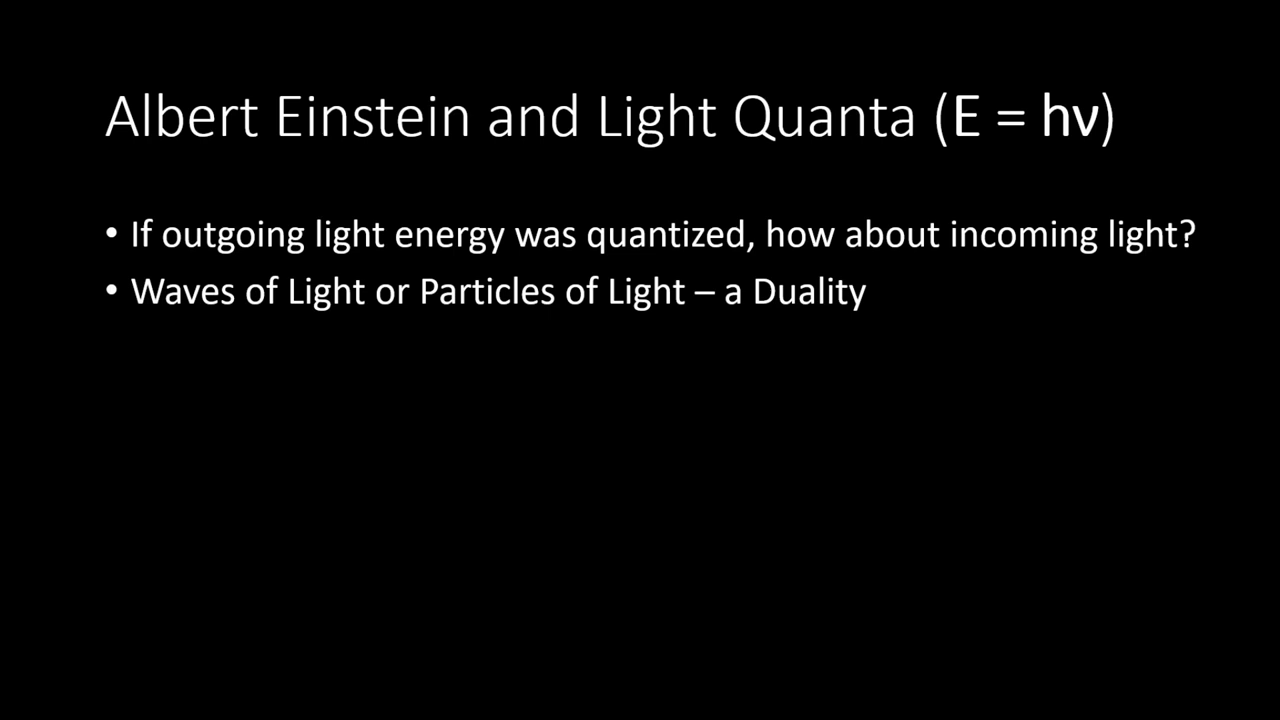 Albert Einstein and Light Quanta (E = hν)
• If outgoing light energy was quantized, how about incoming light?
• Waves of Light or Particles of Light – a Duality